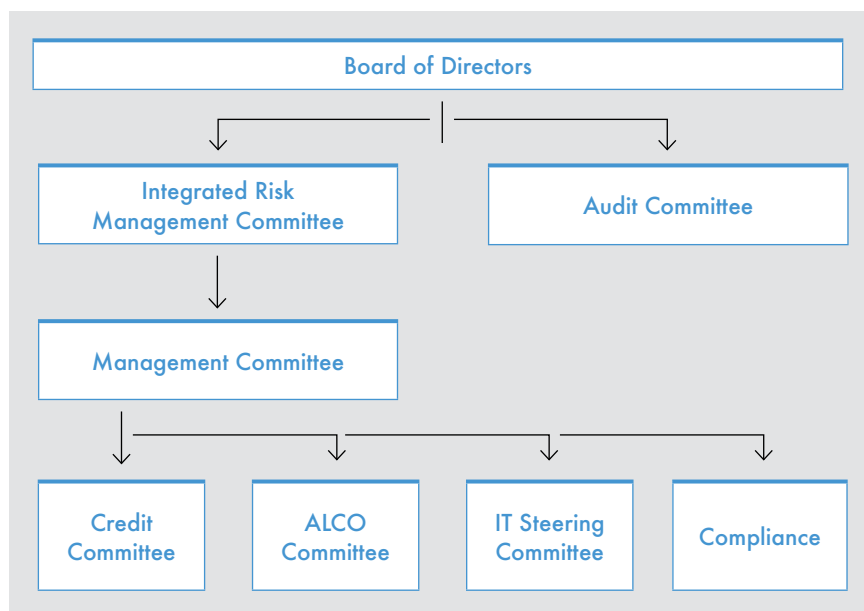 Board of Directors
Integrated Risk
Management Committee
Audit Committee
Management Committee
Credit
Committee
ALCO
Committee
IT Steering
Committee
Compliance